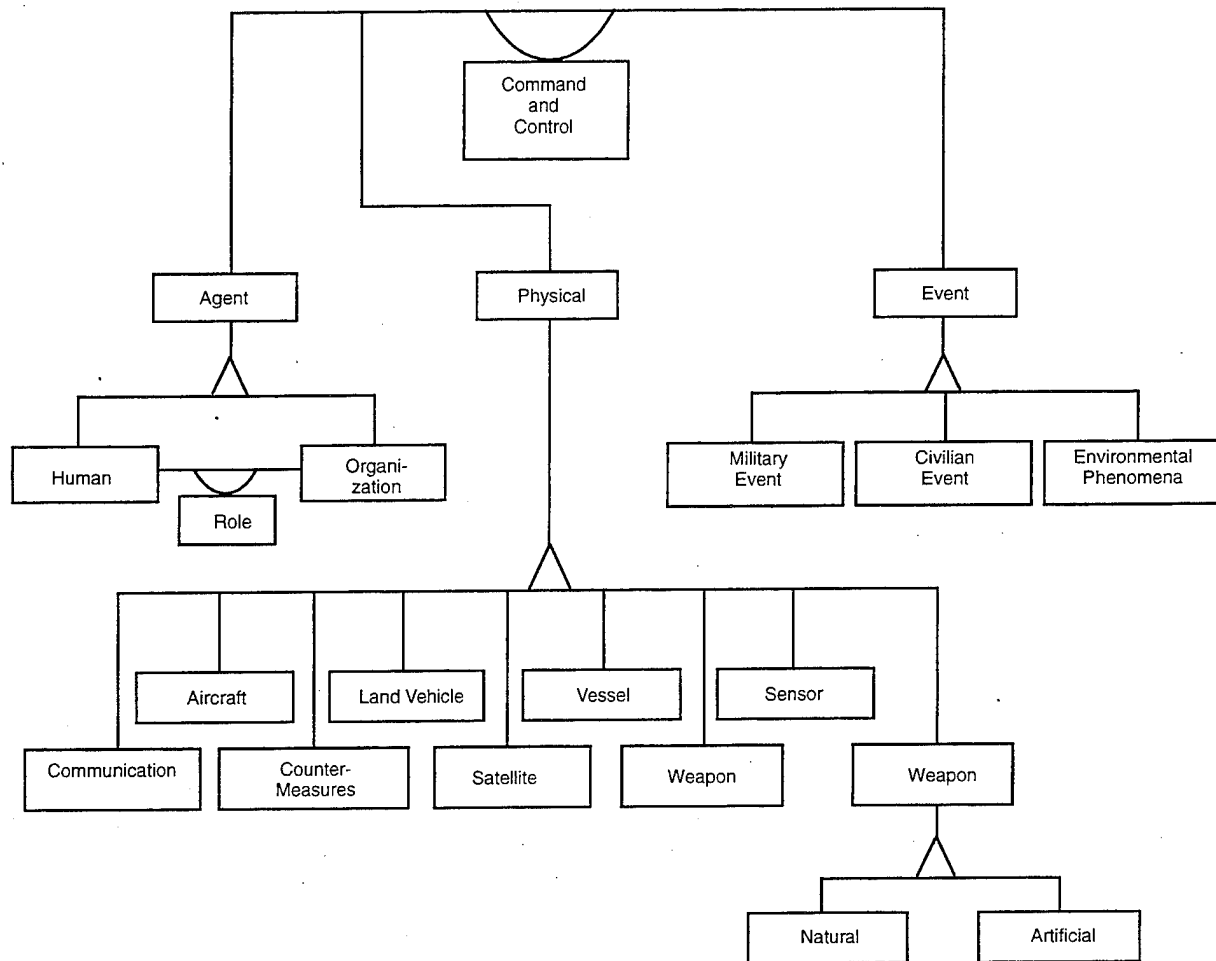 Command
and
Control
Agent
Physical
Event
Human
Organi-
zation
Role
Military
Event
Civilian
Event
Environmental
Phenomena
Aircraft
Land Vehicle
Vessel
Sensor
Communication
Counter-
Measures
Satellite
Weapon
Weapon
Natural
Artificial